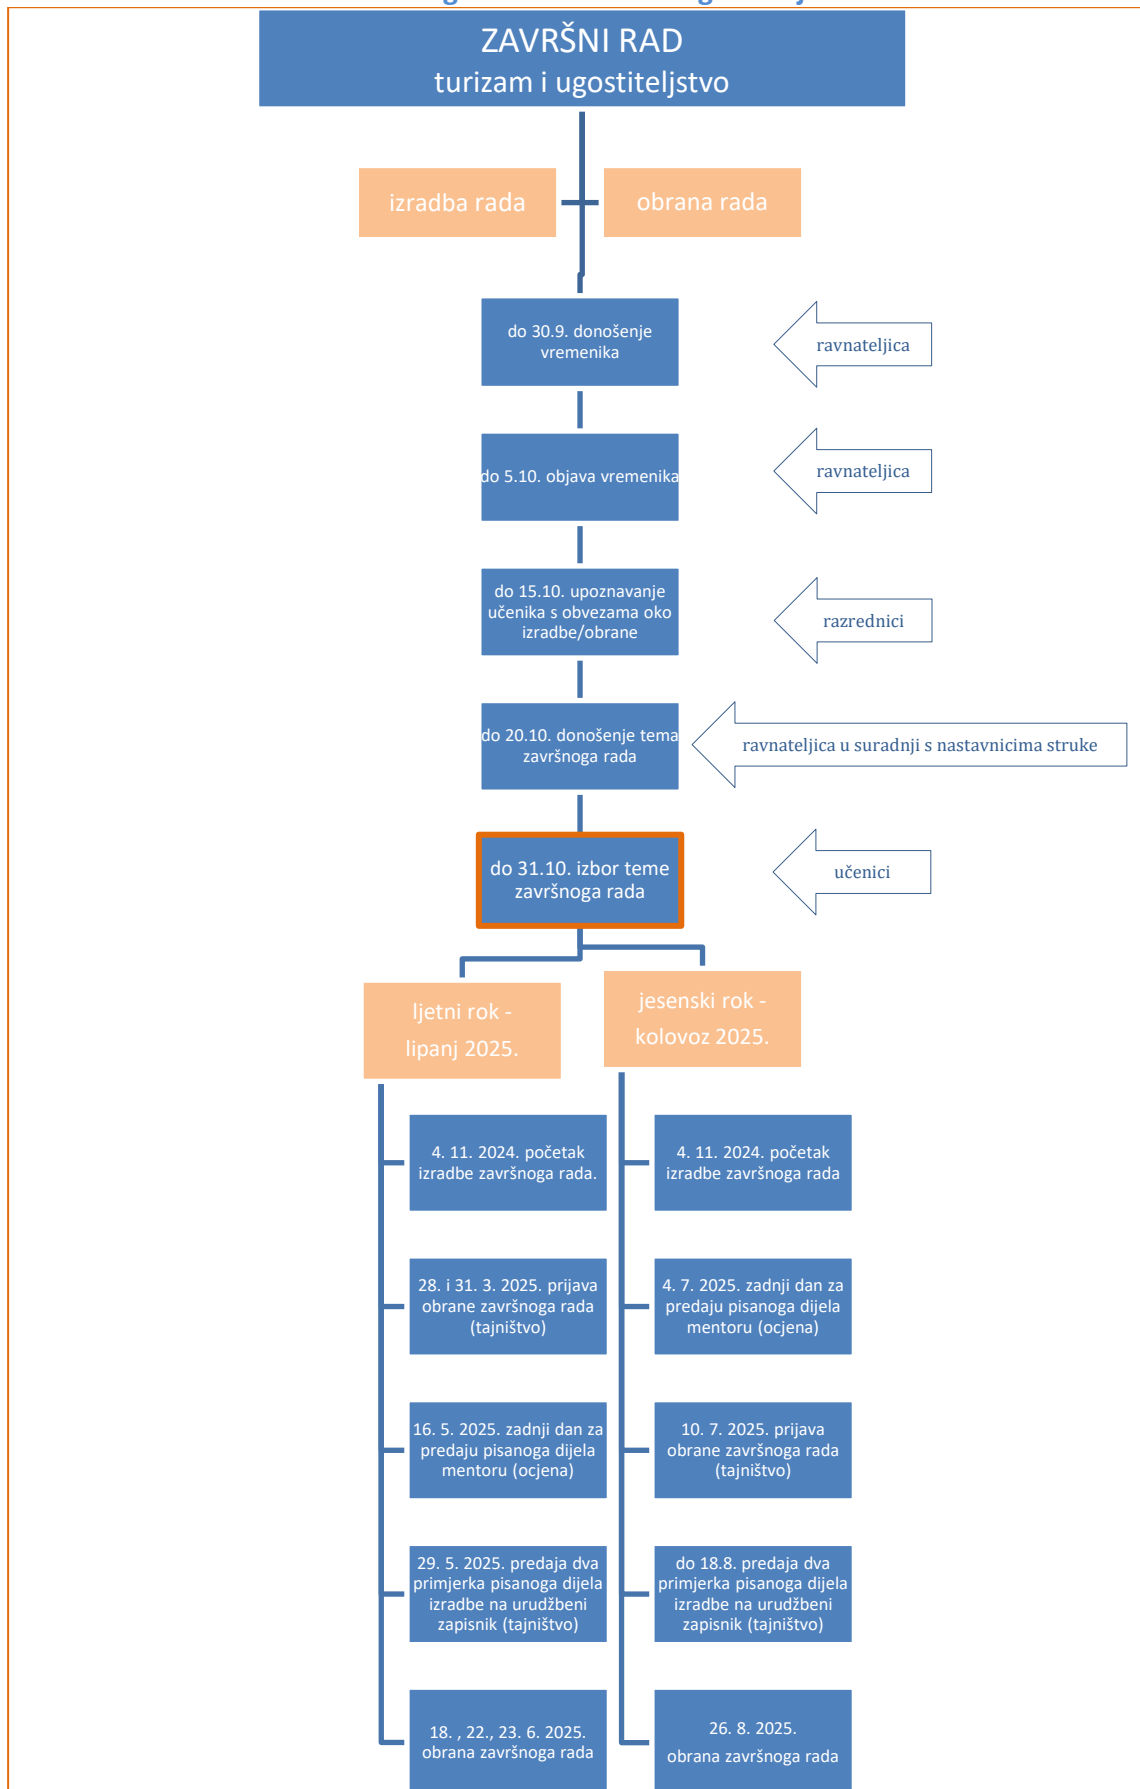 ZAVRŠNI RAD
turizam i ugostiteljstvo
izradba rada
obrana rada
do 30.9. donošenje
vremenika
ravnateljica
do 5.10. objava vremenika
ravnateljica
do 15.10. upoznavanje
učenika s obvezama oko
izradbe/obrane
razrednici
do 20.10. donošenje tema
završnoga rada
ravnateljica u suradnji s nastavnicima struke
do 31.10. izbor teme
završnoga rada
učenici
ljetni rok -
lipanj 2025.
jesenski rok -
kolovoz 2025.
4. 11. 2024. početak
izradbe završnoga rada.
4. 11. 2024. početak
izradbe završnoga rada
28. i 31. 3. 2025. prijava
obrane završnoga rada
(tajništvo)
4. 7. 2025. zadnji dan za
predaju pisanoga dijela
mentoru (ocjena)
16. 5. 2025. zadnji dan za
predaju pisanoga dijela
mentoru (ocjena)
10. 7. 2025. prijava
obrane završnoga rada
(tajništvo)
29. 5. 2025. predaja dva
primjerka pisanoga dijela
izradbe na urudžbeni
zapisnik (tajništvo)
do 18.8. predaja dva
primjerka pisanoga dijela
izradbe na urudžbeni
zapisnik (tajništvo)
18. , 22., 23. 6. 2025.
obrana završnoga rada
26. 8. 2025.
obrana završnoga rada